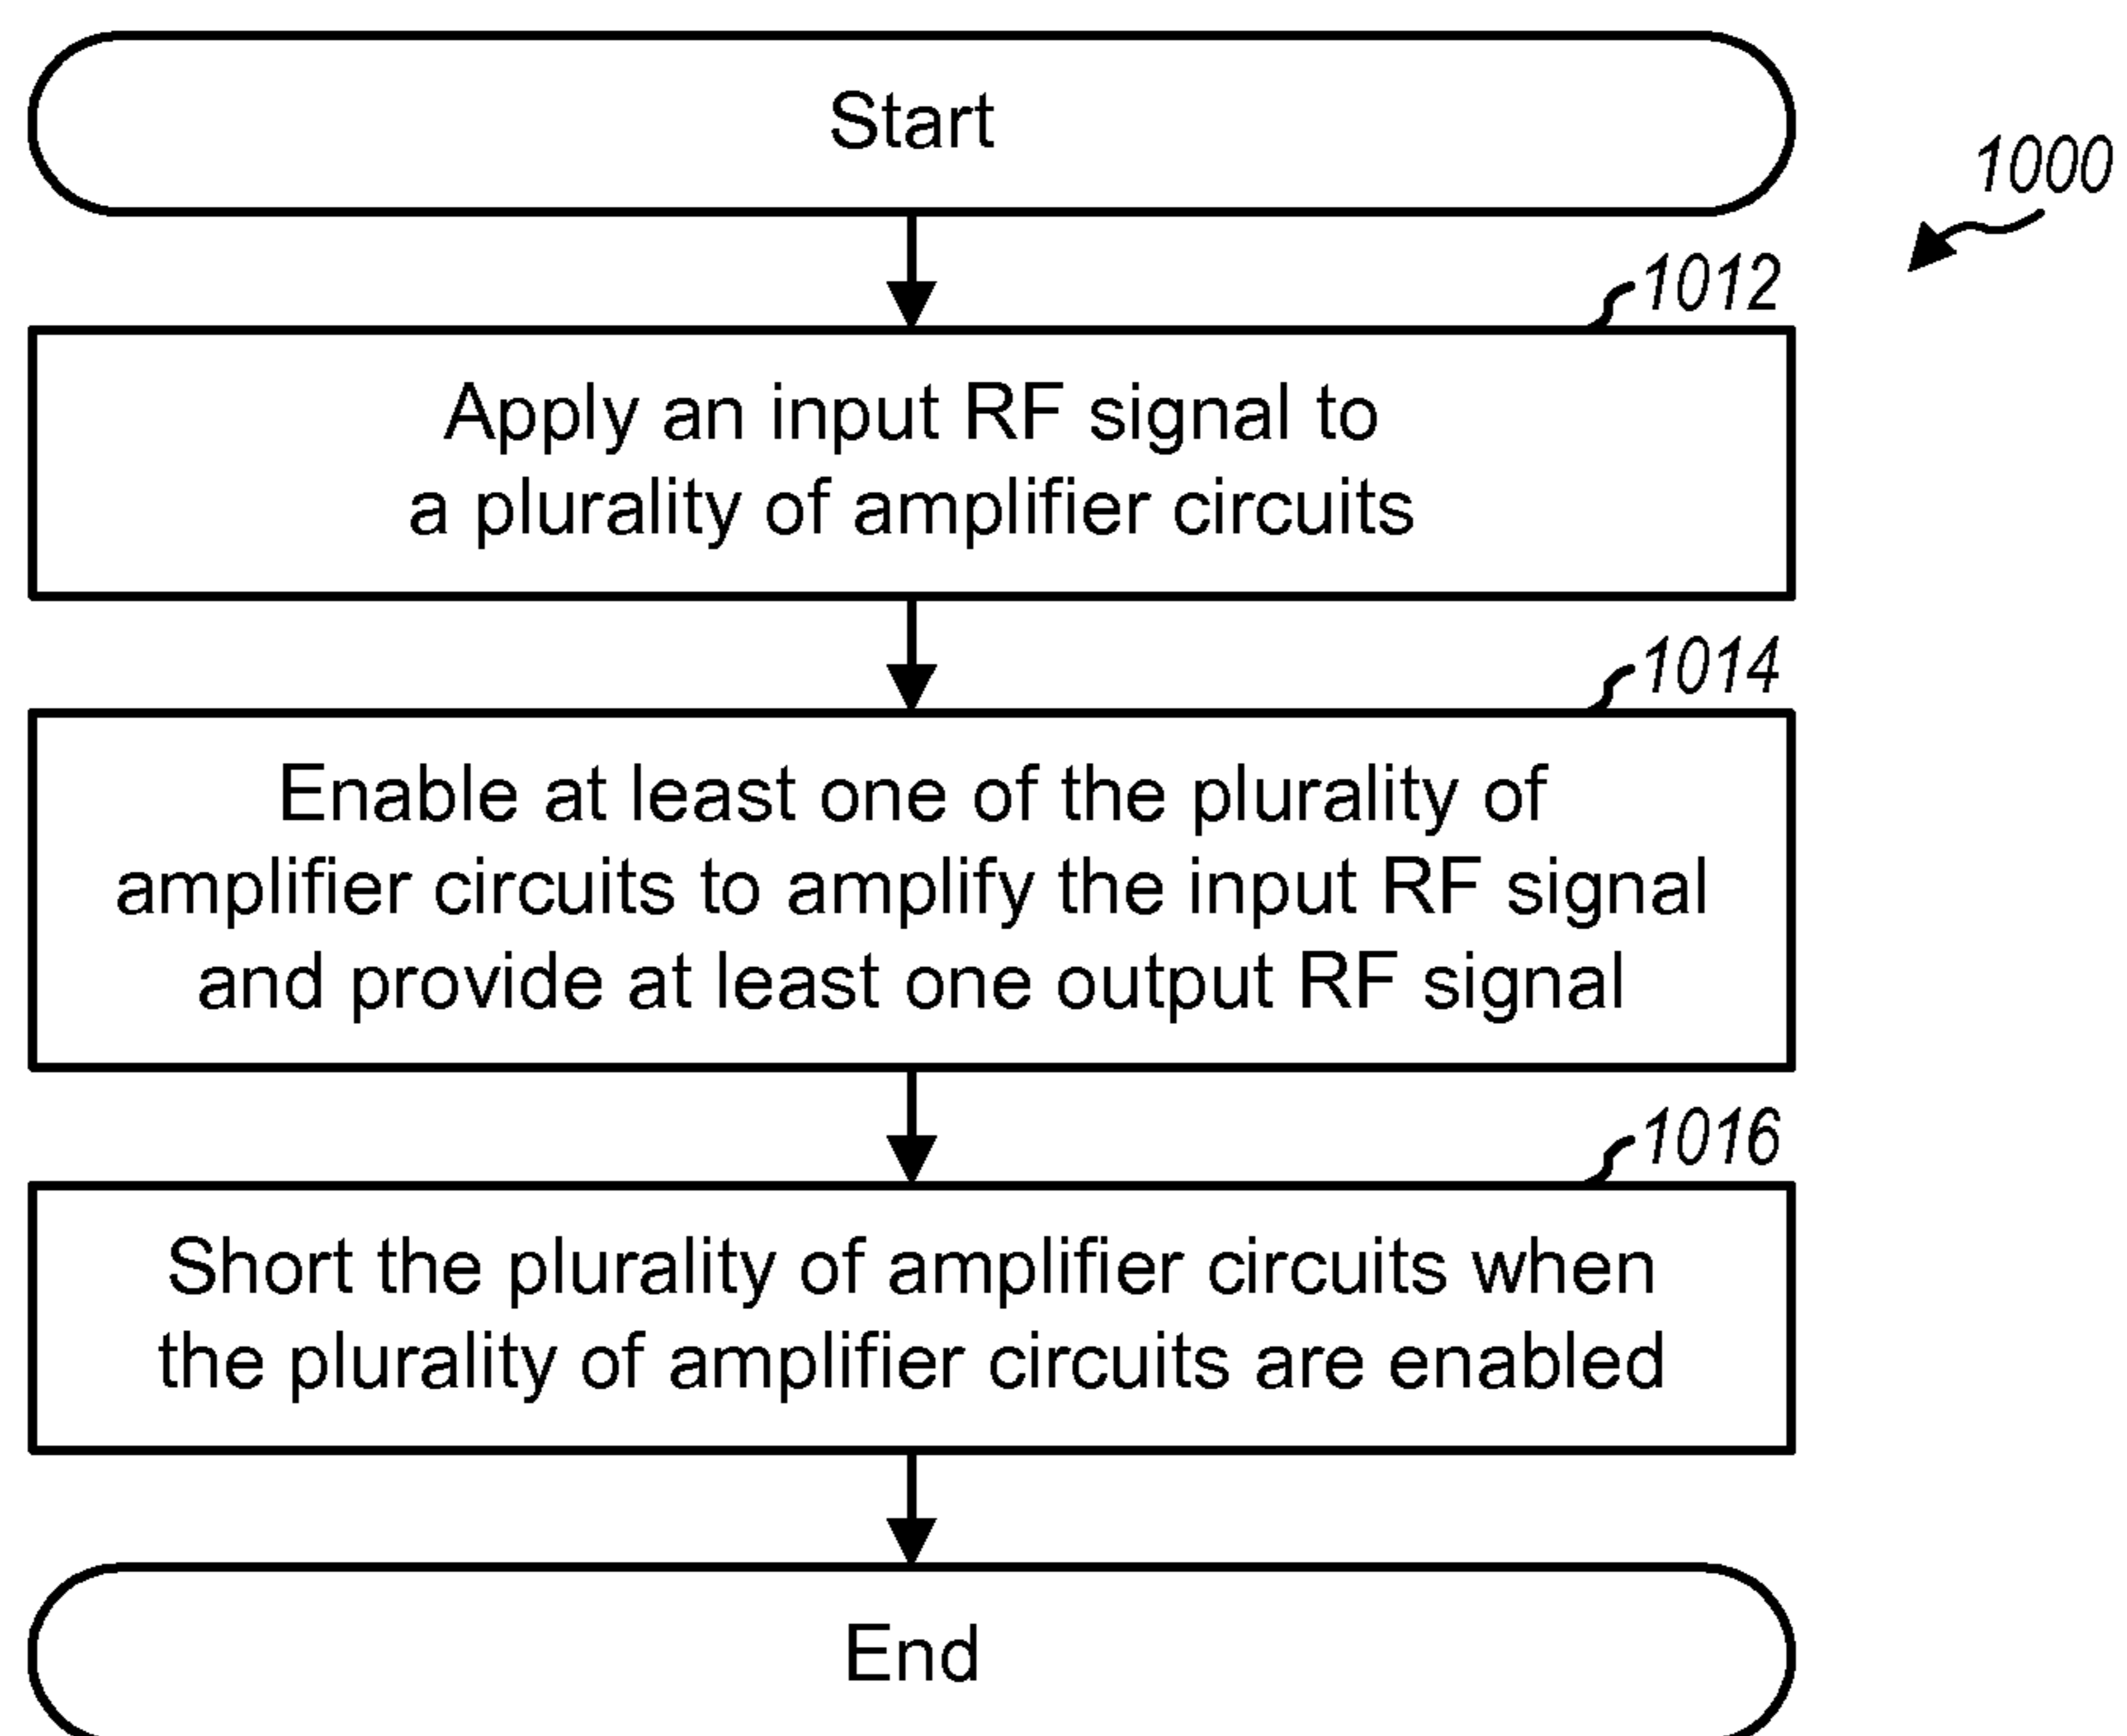 Start
1000
1012
Apply an input RF signal to
a plurality of amplifier circuits
1014
Enable at least one of the plurality of
amplifier circuits to amplify the input RF signal
and provide at least one output RF signal
1016
Short the plurality of amplifier circuits when
the plurality of amplifier circuits are enabled
End